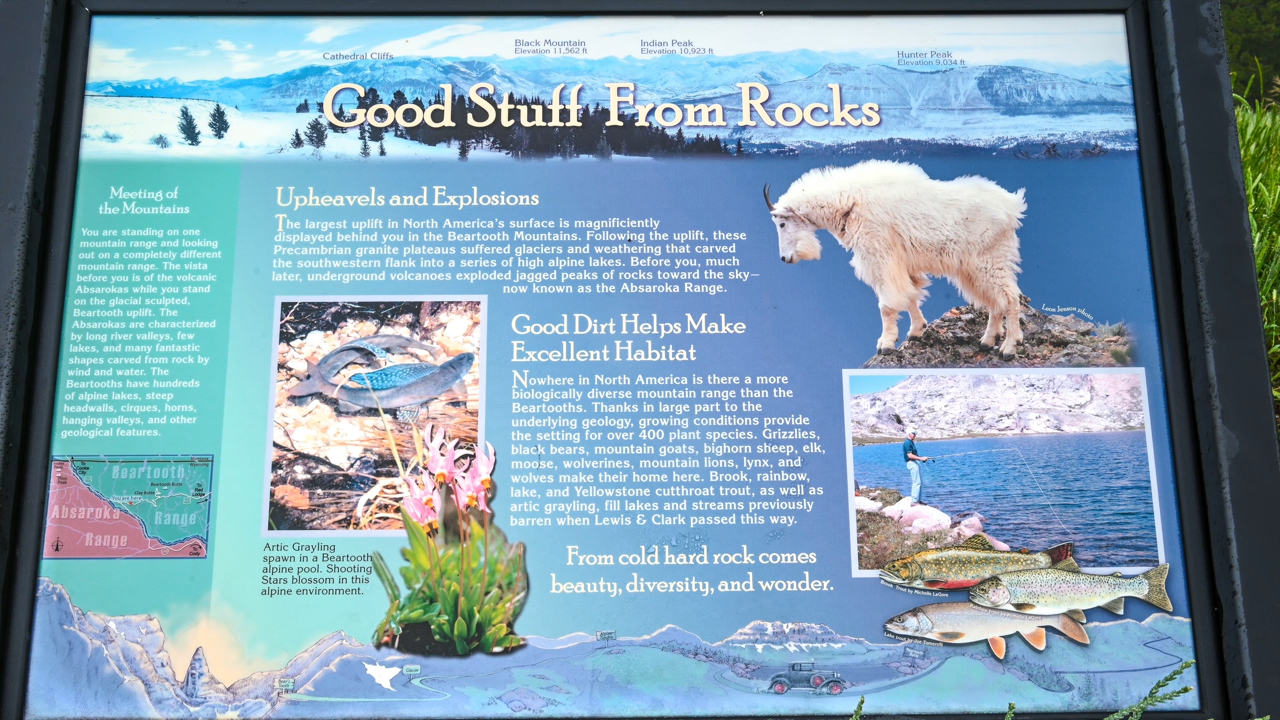 Cathedral Cliffs
Black Mountain
Elevation 11,562 ft
Indian Peak
Elevation 10,923 ft
Hunter Peak
Elevation 9,034 ft
Good Stuff From Rocks
Meeting of
the Mountains
You are standing on one
mountain range and looking
out on a completely different
mountain range. The vista
before you is of the volcanic
Absarokas while you stand
on the glacial sculpted,
Beartooth uplift. The
Absarokas are characterized
by long river valleys, few
lakes, and many fantastic
shapes carved from rock by
wind and water. The
Beartooths have hundreds
of alpine lakes, steep
headwalls, cirques, horns,
hanging valleys, and other
geological features.
Beartooth
Range
Absaroka
Range
You are here
Upheavels and Explosions
The largest uplift in North America's surface is magnificiently
displayed behind you in the Beartooth Mountains. Following the uplift, these
Precambrian granite plateaus suffered glaciers and weathering that carved
the southwestern flank into a series of high alpine lakes. Before you, much
later, underground volcanoes exploded jagged peaks of rocks toward the sky—
now known as the Absaroka Range.
Leon Jenson photo
Good Dirt Helps Make
Excellent Habitat
Nowhere in North America is there a more
biologically diverse mountain range than the
Beartooths. Thanks in large part to the
underlying geology, growing conditions provide
the setting for over 400 plant species. Grizzlies,
black bears, mountain goats, bighorn sheep, elk,
moose, wolverines, mountain lions, lynx, and
wolves make their home here. Brook, rainbow,
lake, and Yellowstone cutthroat trout, as well as
artic grayling, fill lakes and streams previously
barren when Lewis & Clark passed this way.
Artic Grayling
spawn in a Beartooth
alpine pool. Shooting
Stars blossom in this
alpine environment.
From cold hard rock comes
beauty, diversity, and wonder.